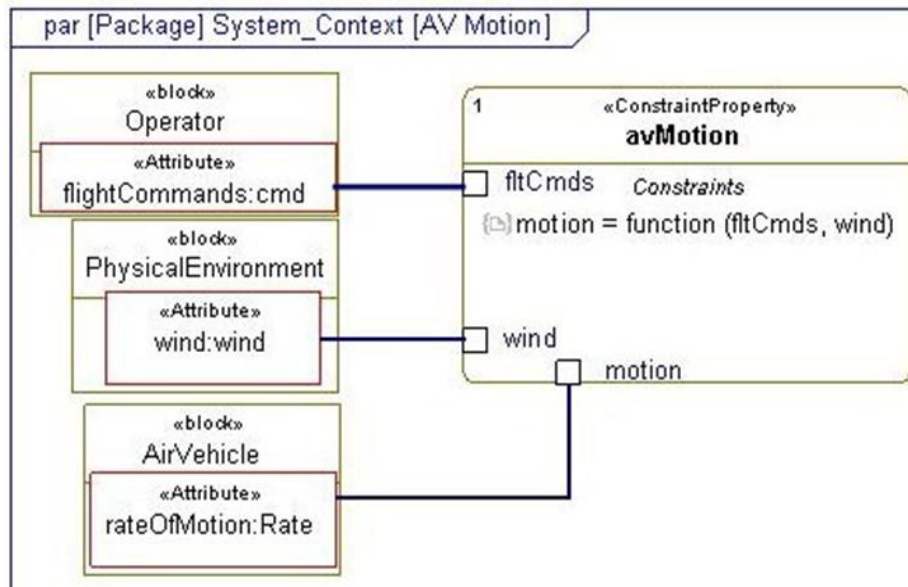 par [Package] System_Context [AV Motion]
«block»
Operator
«Attribute»
flightCommands:cmd
«block»
PhysicalEnvironment
«Attribute»
wind:wind
«block»
AirVehicle
«Attribute»
rateOfMotion:Rate
1 «ConstraintProperty»
avMotion
fltCmds Constraints
motion = function (fltCmds, wind)
wind
motion